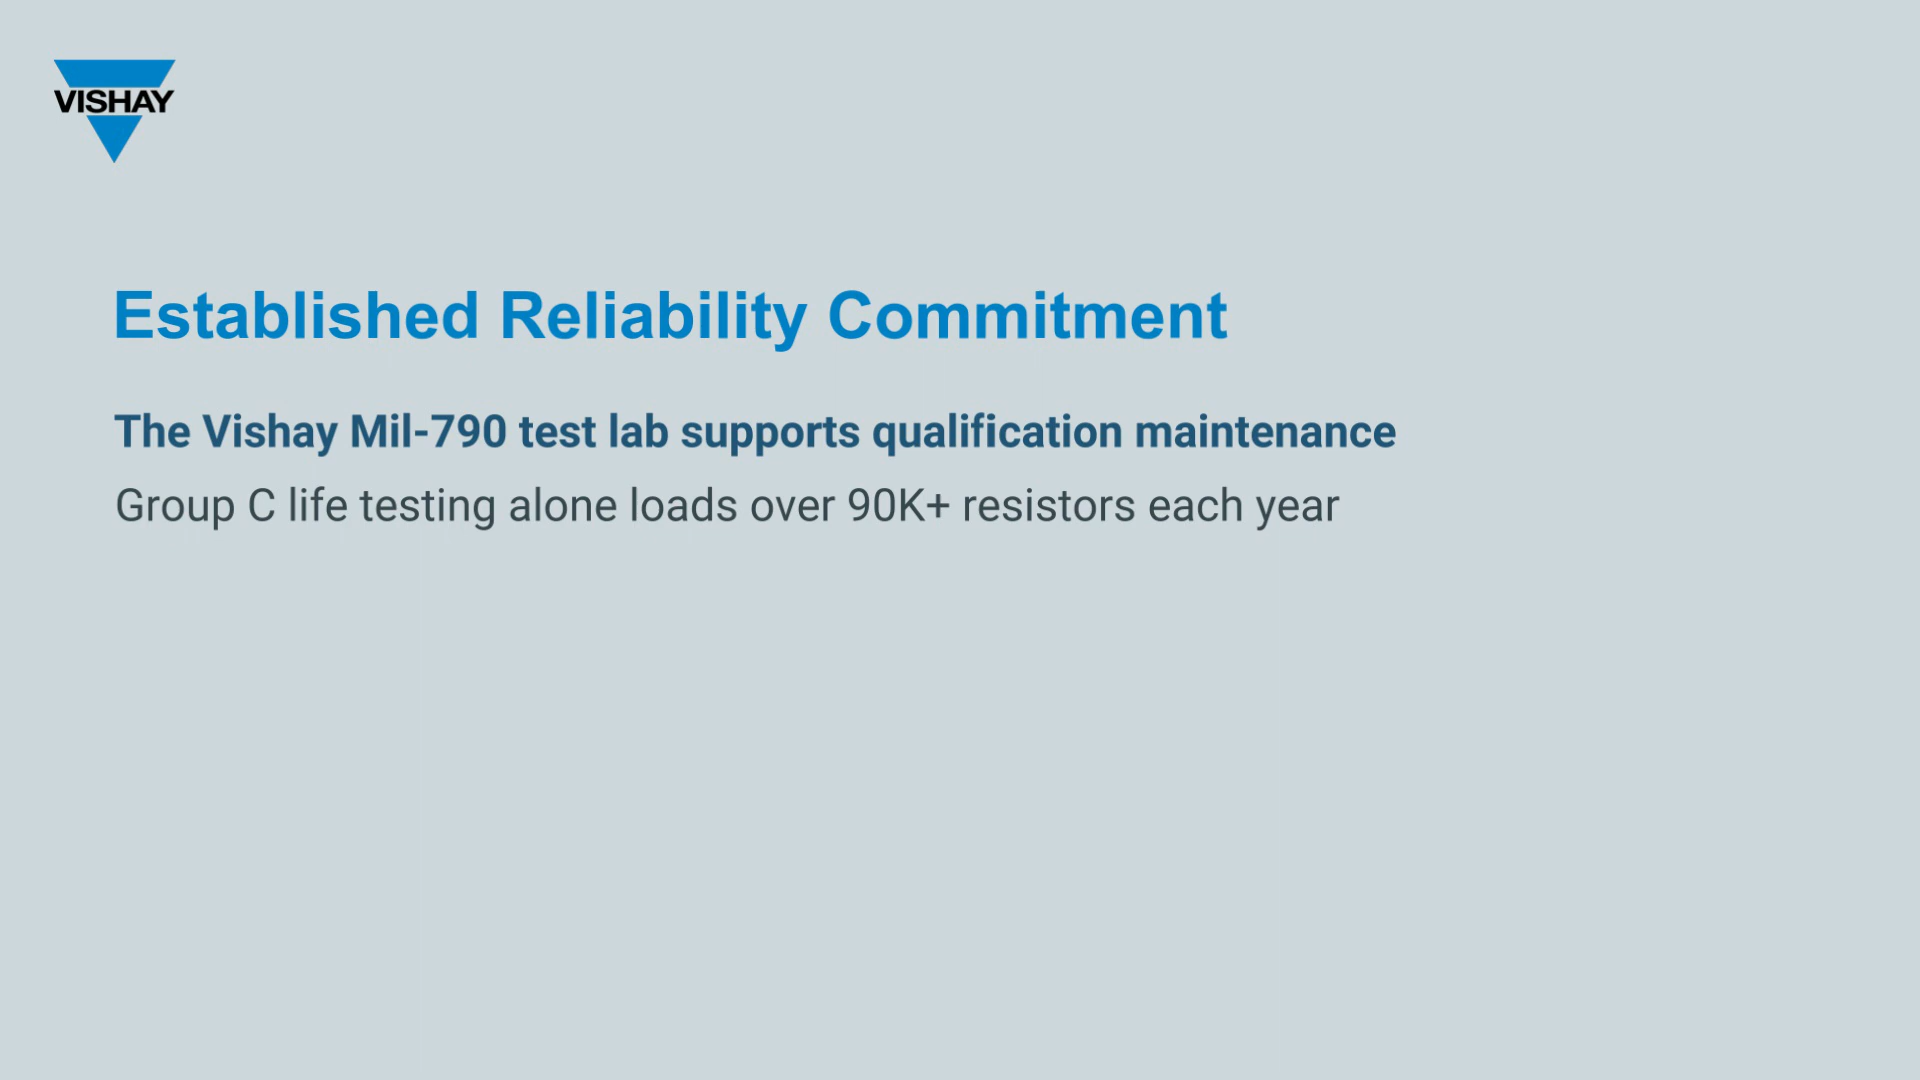 VISHAY
Established Reliability Commitment
The Vishay Mil-790 test lab supports qualification maintenance
Group C life testing alone loads over 90K+ resistors each year